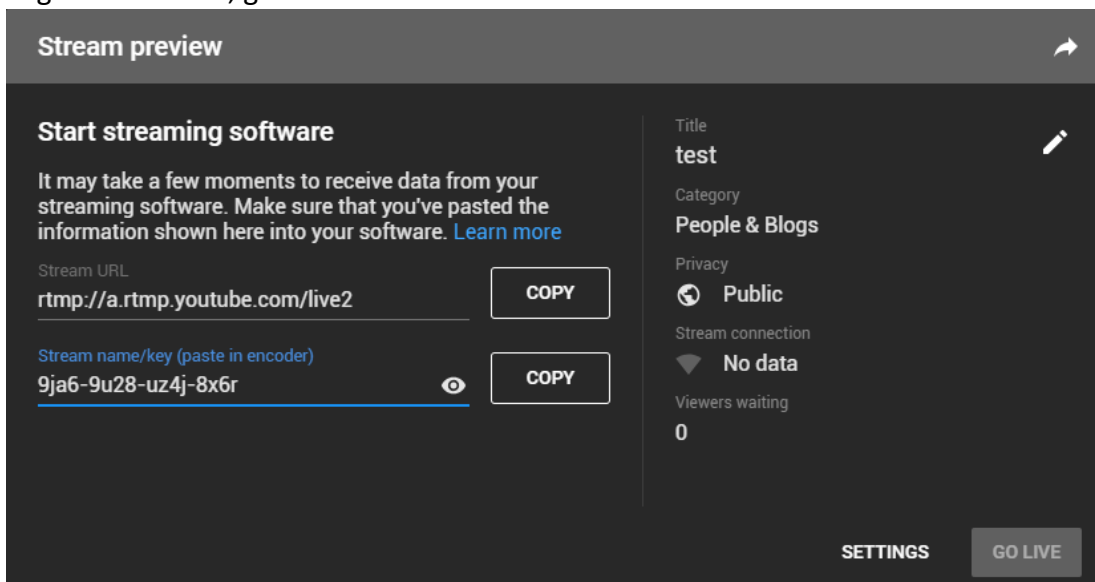 Stream preview
Start streaming software
It may take a few moments to receive data from your
streaming software. Make sure that you've pasted the
information shown here into your software. Learn more
Stream URL
rtmp://a.rtmp.youtube.com/live2
COPY
Stream name/key (paste in encoder)
9ja6-9u28-uz4j-8x6r
COPY
Title
test
Category
People & Blogs
Privacy
Public
Stream connection
No data
Viewers waiting
0
SETTINGS
GO LIVE